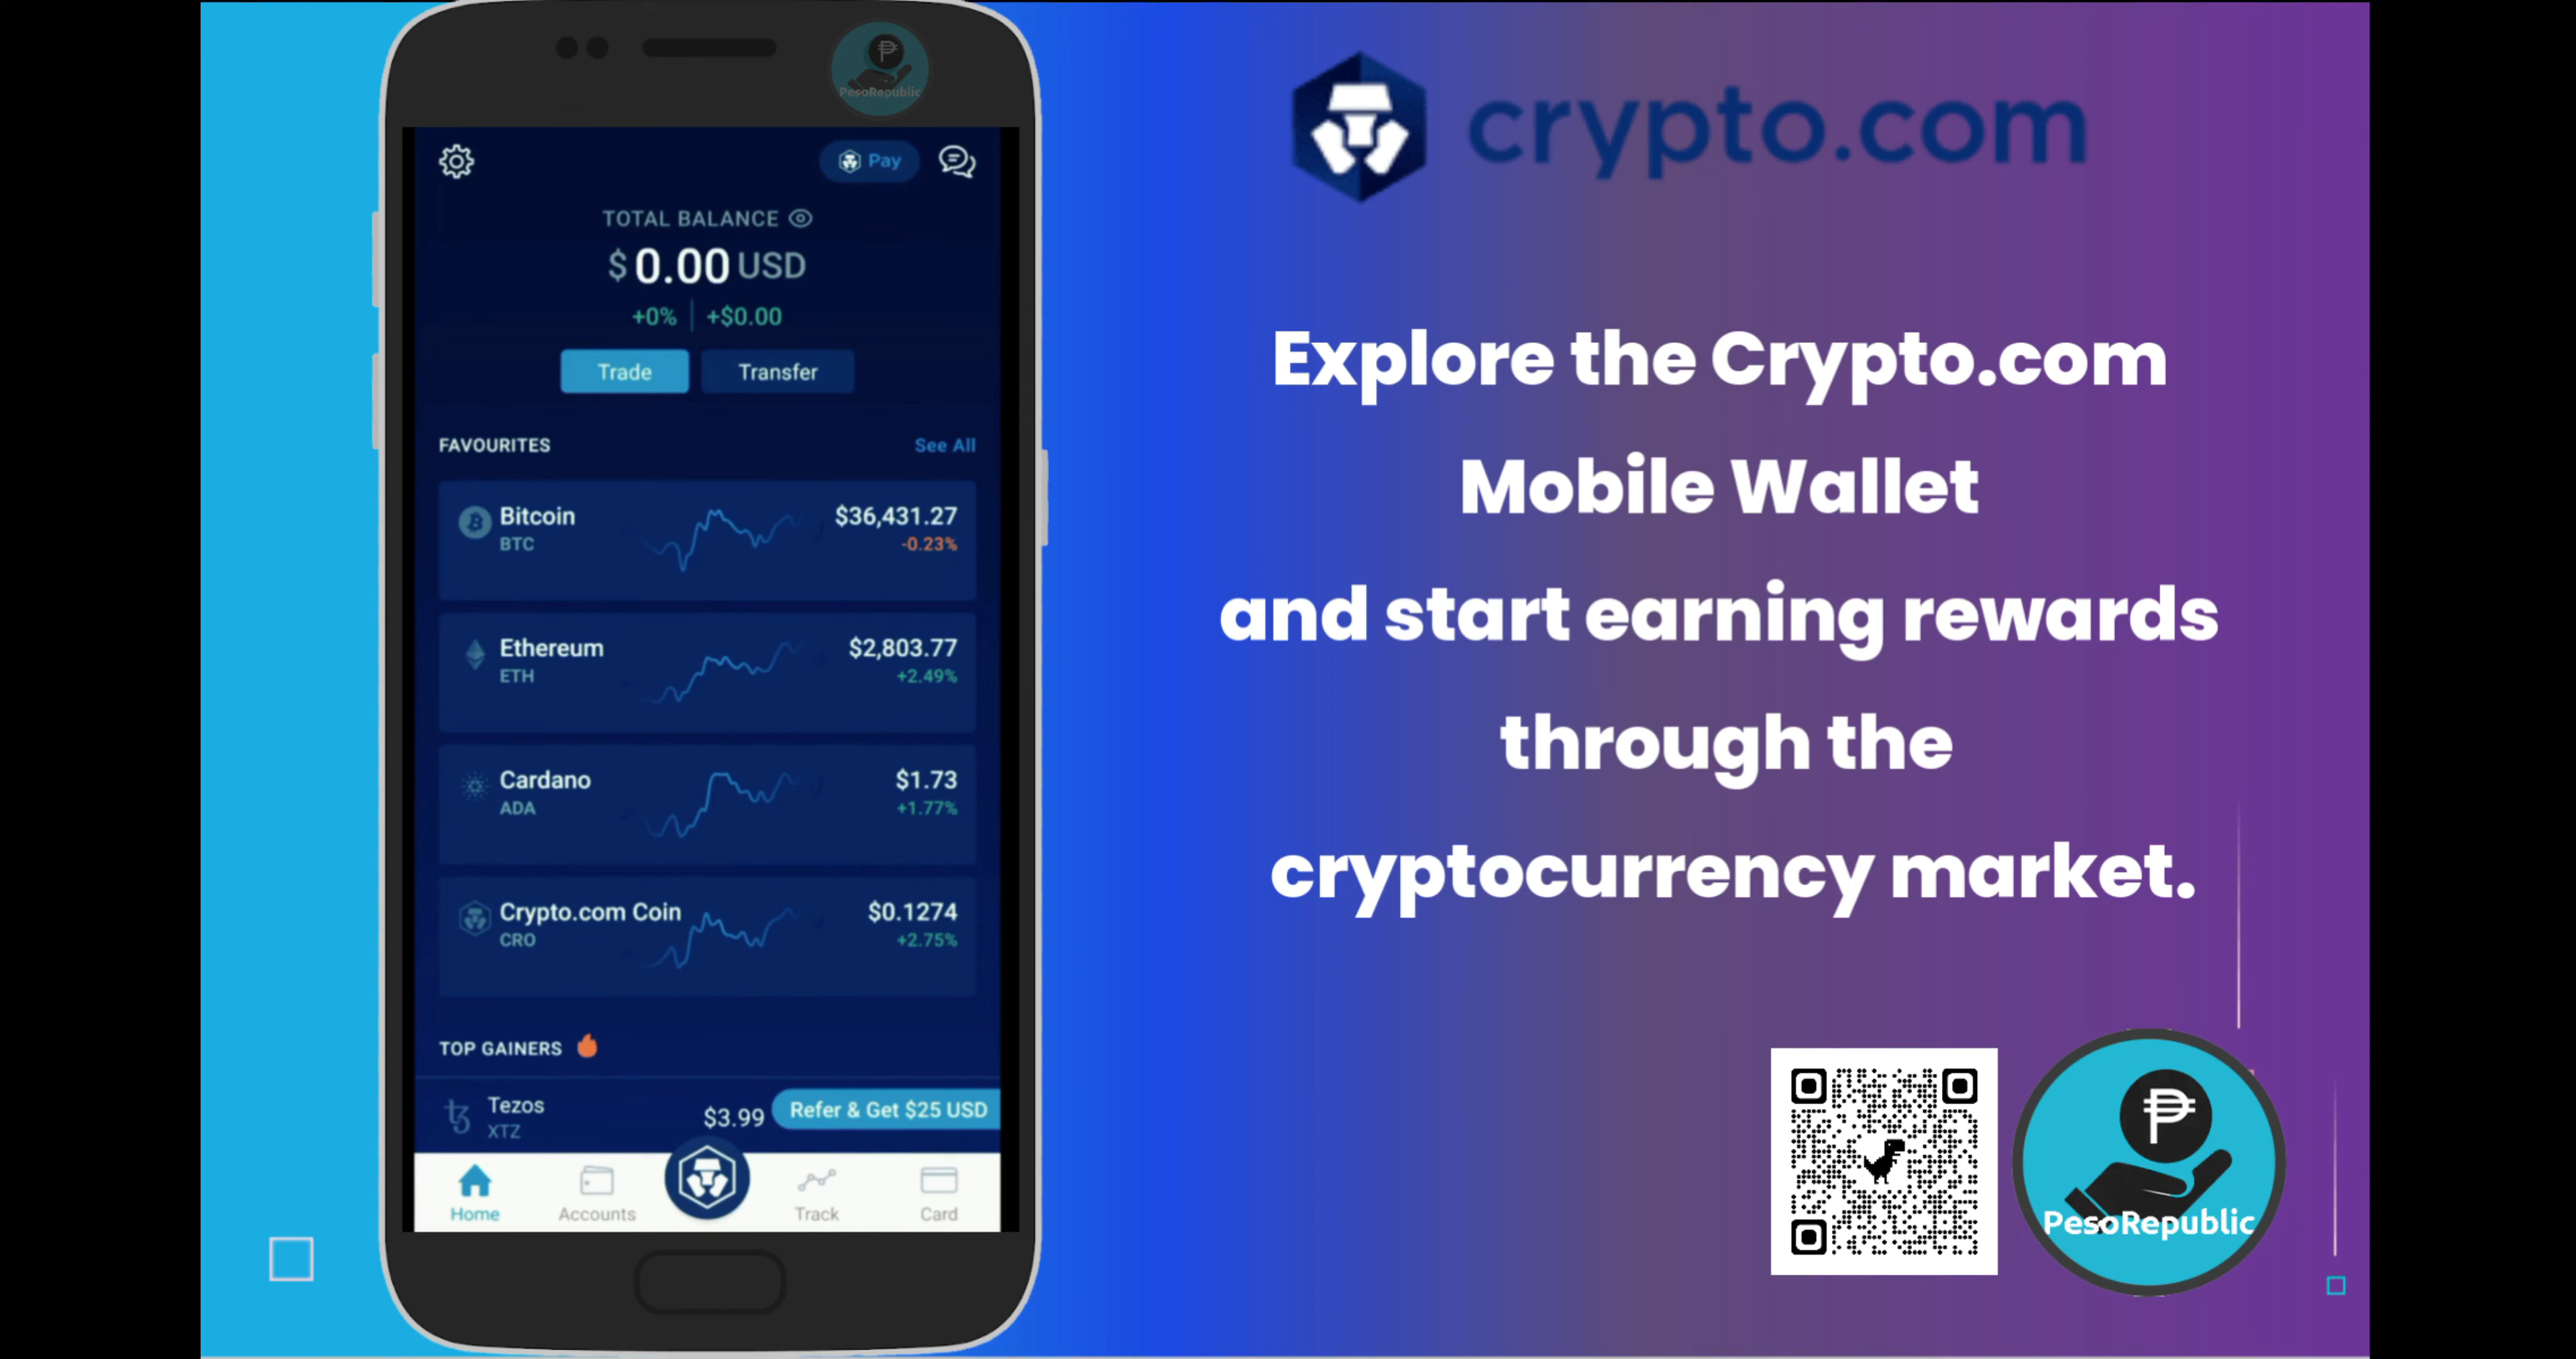 PesoRepublic
Pay
TOTAL BALANCE
$ 0.00 USD
+0% +$0.00
Trade Transfer
FAVOURITES See All
Bitcoin $36,431.27
BTC -0.23%
Ethereum $2,803.77
ETH +2.49%
Cardano $1.73
ADA +1.77%
Crypto.com Coin $0.1274
CRO +2.75%
TOP GAINERS
Tezos $3.99 Refer & Get $25 USD
XTZ
Home Accounts Track Card
crypto.com
Explore the Crypto.com
Mobile Wallet
and start earning rewards
through the
cryptocurrency market.
PesoRepublic